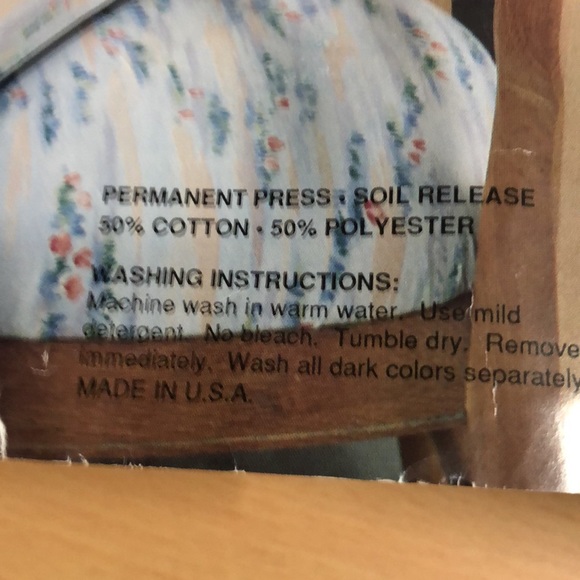 PERMANENT PRESS • SOIL RELEASE
50% COTTON • 50% POLYESTER
WASHING INSTRUCTIONS:
Machine wash in warm water. Use mild
detergent. No bleach. Tumble dry. Remove
immediately. Wash all dark colors separately
MADE IN U.S.A.